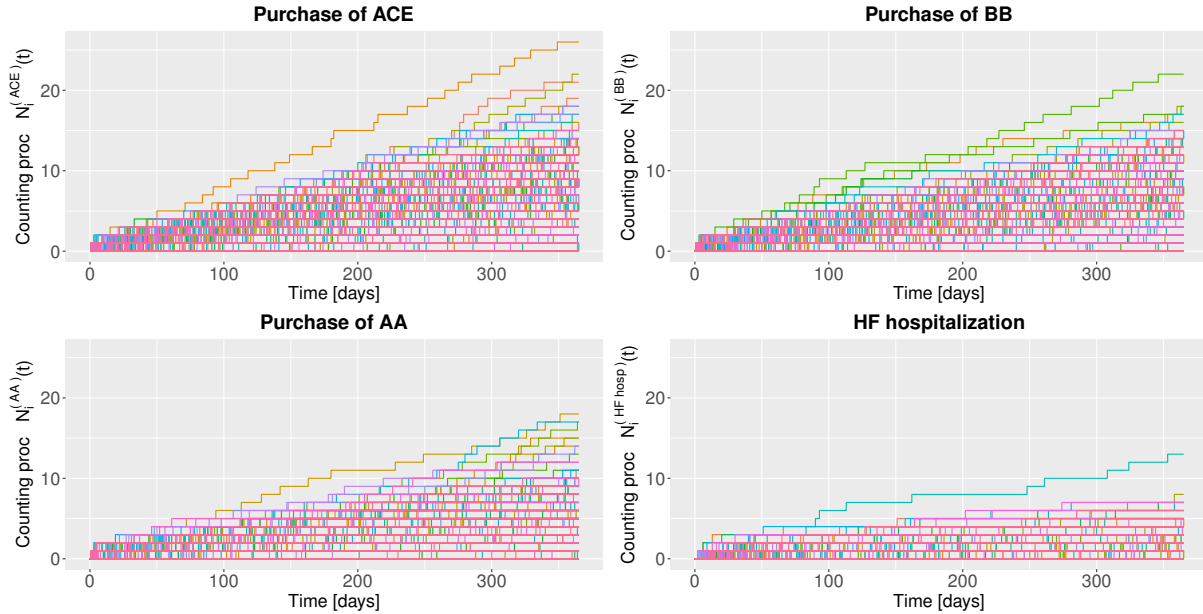 Purchase of ACE
Counting proc N_i^(ACE)(t)
20
10
0
0 100 200 300
Time [days]
Purchase of BB
Counting proc N_i^(BB)(t)
20
10
0
0 100 200 300
Time [days]
Purchase of AA
Counting proc N_i^(AA)(t)
20
10
0
0 100 200 300
Time [days]
HF hospitalization
Counting proc N_i^(HF hosp)(t)
20
10
0
0 100 200 300
Time [days]